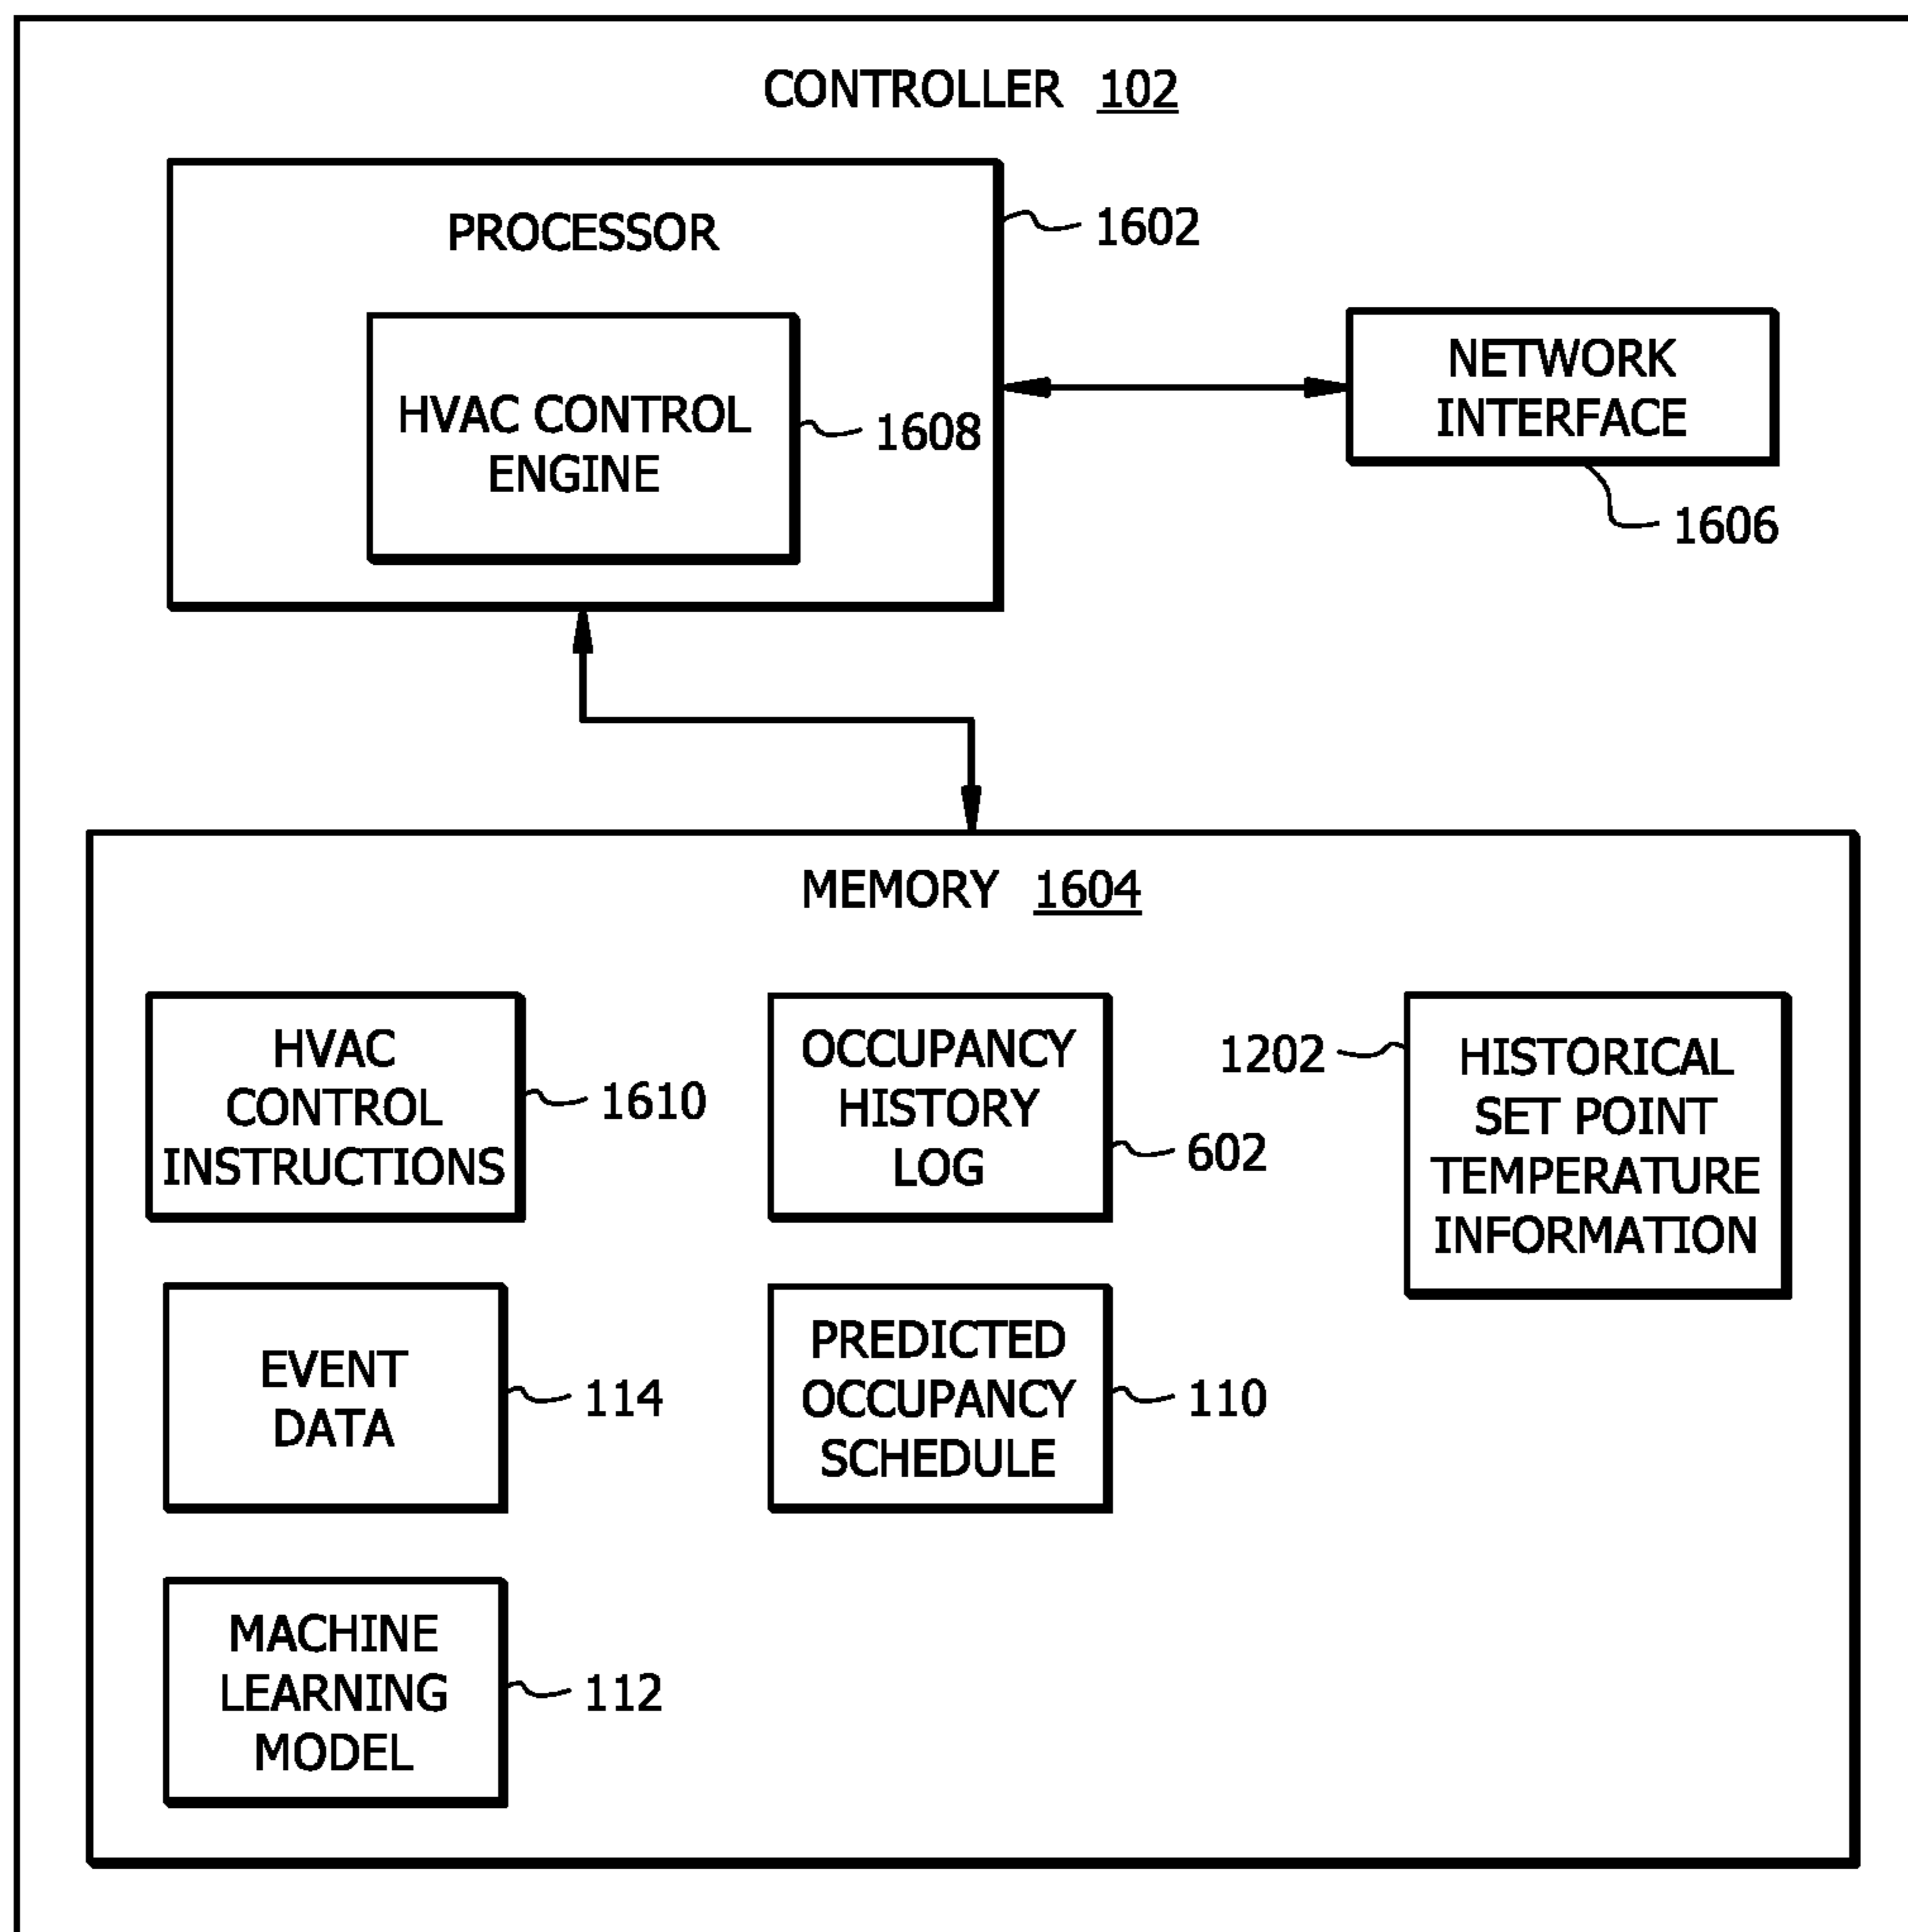 CONTROLLER 102
PROCESSOR
1602
HVAC CONTROL
ENGINE
1608
NETWORK
INTERFACE
1606
MEMORY 1604
HVAC
CONTROL
INSTRUCTIONS
1610
OCCUPANCY
HISTORY
LOG
602
1202
HISTORICAL
SET POINT
TEMPERATURE
INFORMATION
EVENT
DATA
114
PREDICTED
OCCUPANCY
SCHEDULE
110
MACHINE
LEARNING
MODEL
112